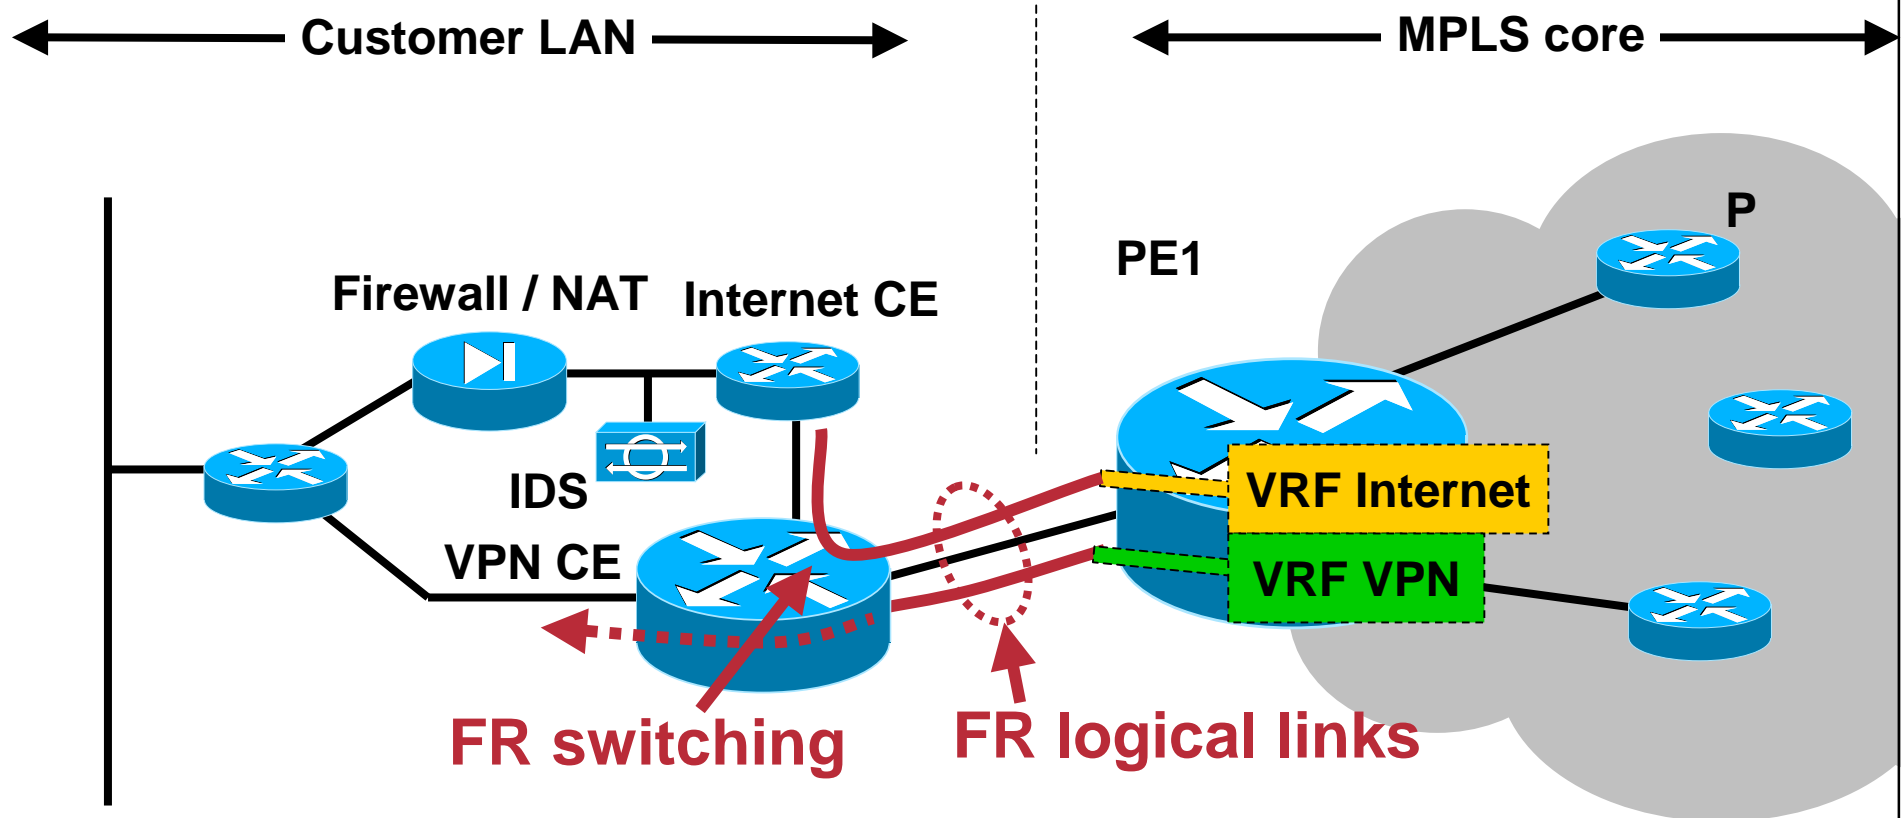 Customer LAN
MPLS core
P
PE1
Firewall / NAT
Internet CE
IDS
VRF Internet
VPN CE
VRF VPN
FR switching
FR logical links